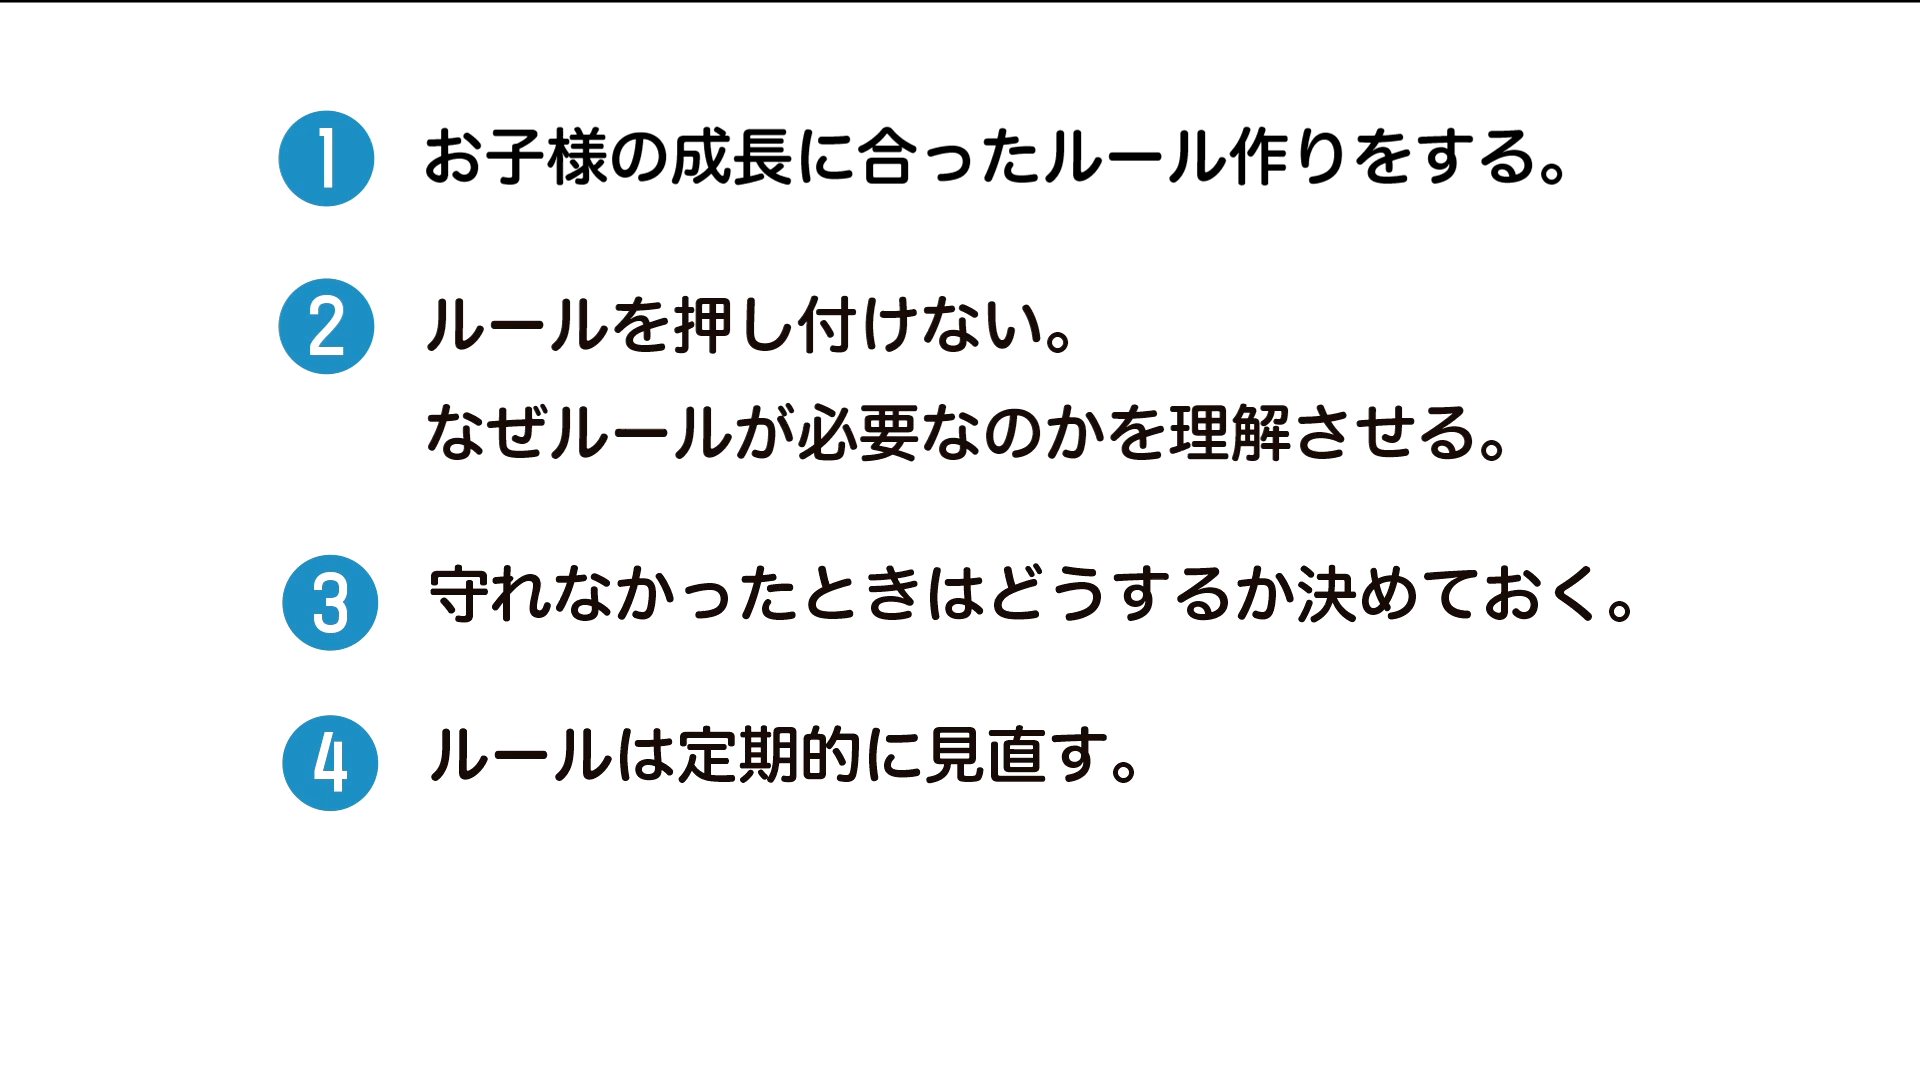 1 お子様の成長に合ったルール作りをする。
2 ルールを押し付けない。
なぜルールが必要なのかを理解させる。
3 守れなかったときはどうするか決めておく。
4 ルールは定期的に見直す。